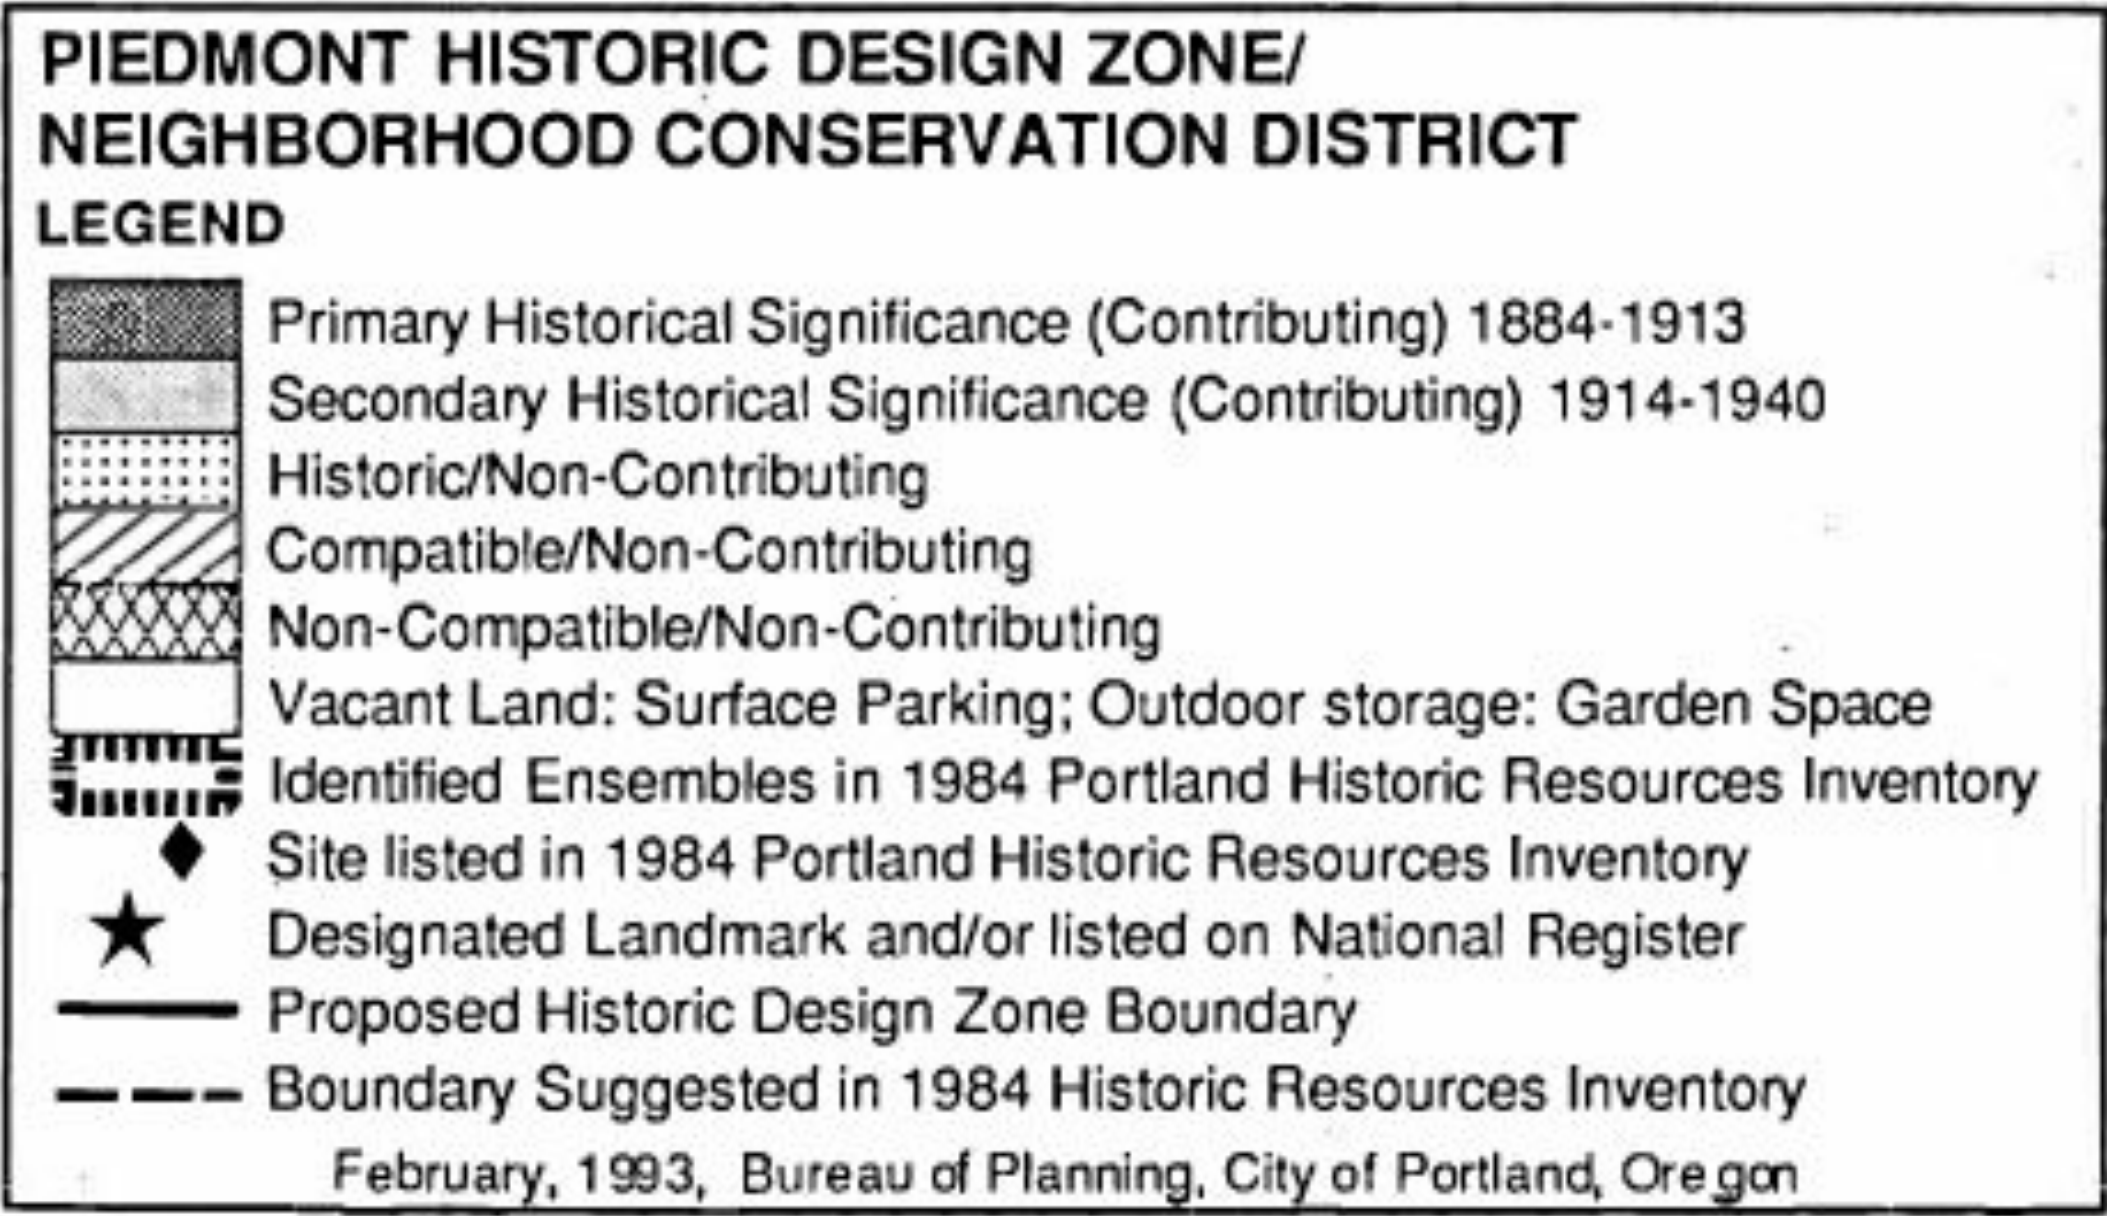 PIEDMONT HISTORIC DESIGN ZONE/
NEIGHBORHOOD CONSERVATION DISTRICT
LEGEND
Primary Historical Significance (Contributing) 1884-1913
Secondary Historical Significance (Contributing) 1914-1940
Historic/Non-Contributing
Compatible/Non-Contributing
Non-Compatible/Non-Contributing
Vacant Land: Surface Parking; Outdoor storage: Garden Space
Identified Ensembles in 1984 Portland Historic Resources Inventory
Site listed in 1984 Portland Historic Resources Inventory
Designated Landmark and/or listed on National Register
Proposed Historic Design Zone Boundary
Boundary Suggested in 1984 Historic Resources Inventory
February, 1993, Bureau of Planning, City of Portland, Oregon